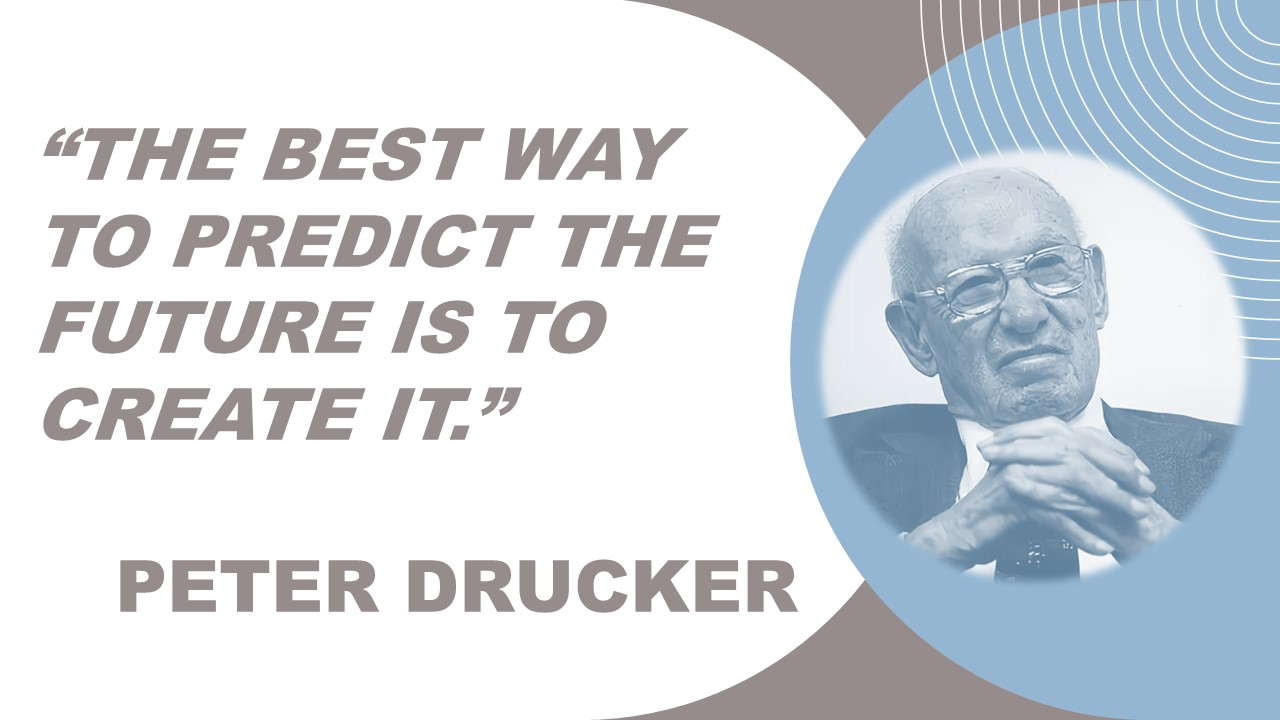 “THE BEST WAY
TO PREDICT THE
FUTURE IS TO
CREATE IT.”
PETER DRUCKER